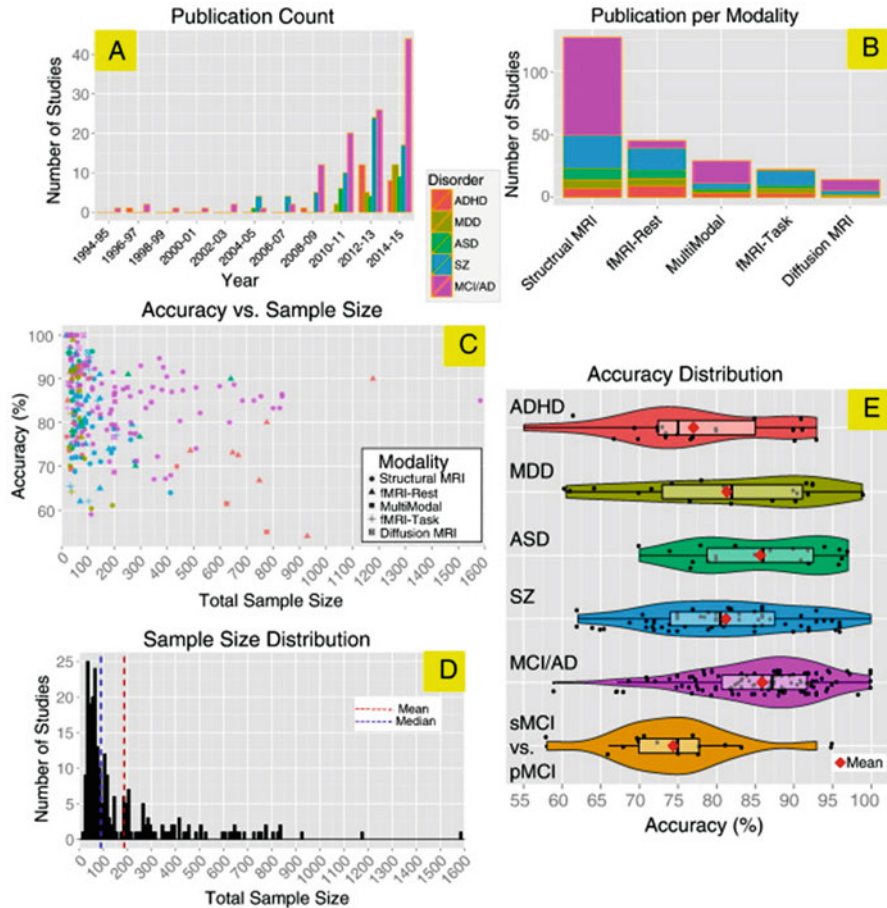 Publication Count
A
Number of Studies
40
30
20
10
0
1994-95
1996-97
1998-99
2000-01
2002-03
2004-05
2006-07
2008-09
2010-11
2012-13
2014-15
Year
Disorder
ADHD
MDD
ASD
SZ
MCI/AD
Publication per Modality
B
Number of Studies
100
50
0
Structrual MRI
fMRI-Rest
MultiModal
fMRI-Task
Diffusion MRI
Accuracy vs. Sample Size
C
Accuracy (%)
100
90
80
70
60
Modality
Structural MRI
fMRI-Rest
MultiModal
fMRI-Task
Diffusion MRI
0
100
200
300
400
500
600
700
800
900
1000
1100
1200
1300
1400
1500
1600
Total Sample Size
Sample Size Distribution
D
Number of Studies
25
20
15
10
5
0
Mean
Median
0
100
200
300
400
500
600
700
800
900
1000
1100
1200
1300
1400
1500
1600
Total Sample Size
Accuracy Distribution
E
ADHD
MDD
ASD
SZ
MCI/AD
sMCI
vs.
pMCI
Mean
55 60 65 70 75 80 85 90 95 100
Accuracy (%)